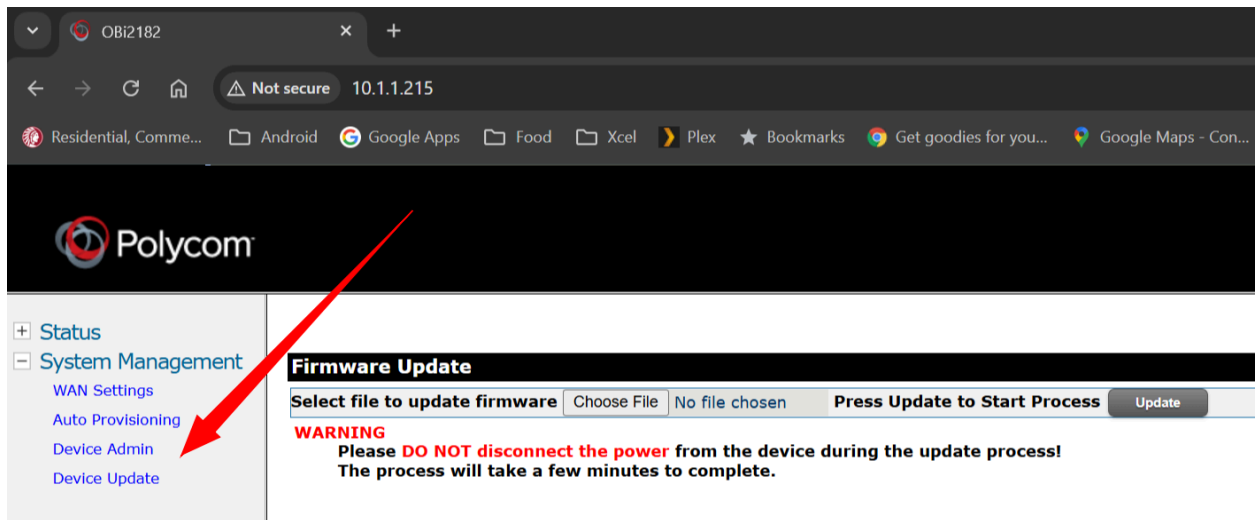 OBi2182
Not secure 10.1.1.215
Residential, Comme... Android Google Apps Food Xcel Plex Bookmarks Get goodies for you... Google Maps - Con...
Polycom
Status
System Management
WAN Settings
Auto Provisioning
Device Admin
Device Update
Firmware Update
Select file to update firmware Choose File No file chosen Press Update to Start Process Update
WARNING
Please DO NOT disconnect the power from the device during the update process!
The process will take a few minutes to complete.